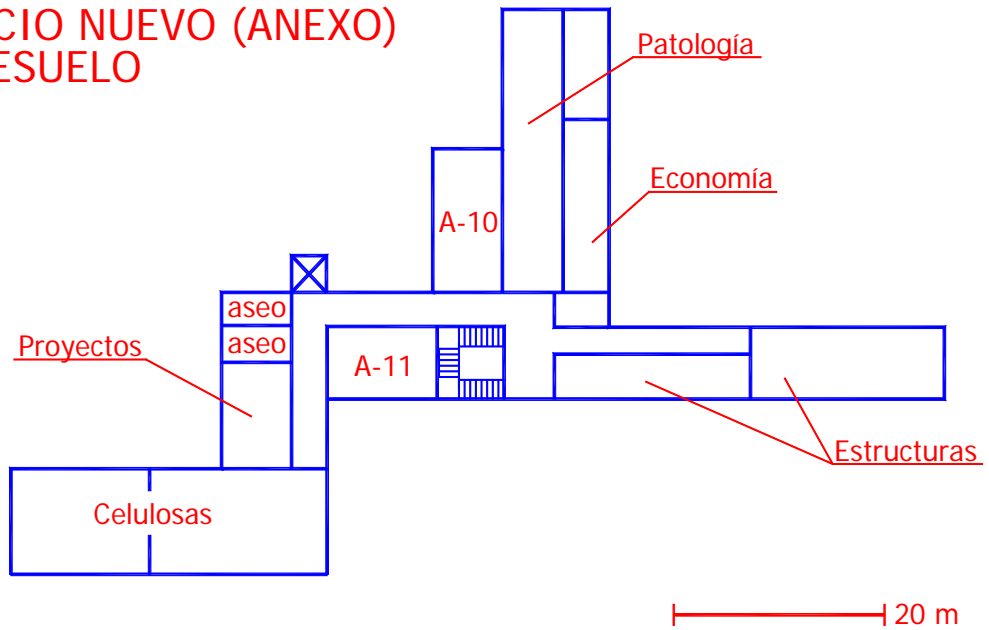 CIO NUEVO (ANEXO)
ESUELO
Patología
Economía
A-10
aseo
aseo
Proyectos
A-11
Estructuras
Celulosas
20 m